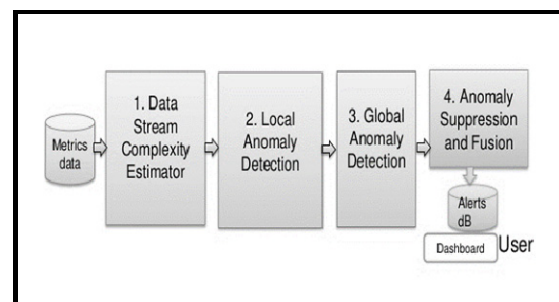 Metrics
data
1. Data
Stream
Complexity
Estimator
2. Local
Anomaly
Detection
3. Global
Anomaly
Detection
4. Anomaly
Suppression
and Fusion
Alerts
dB
Dashboard User